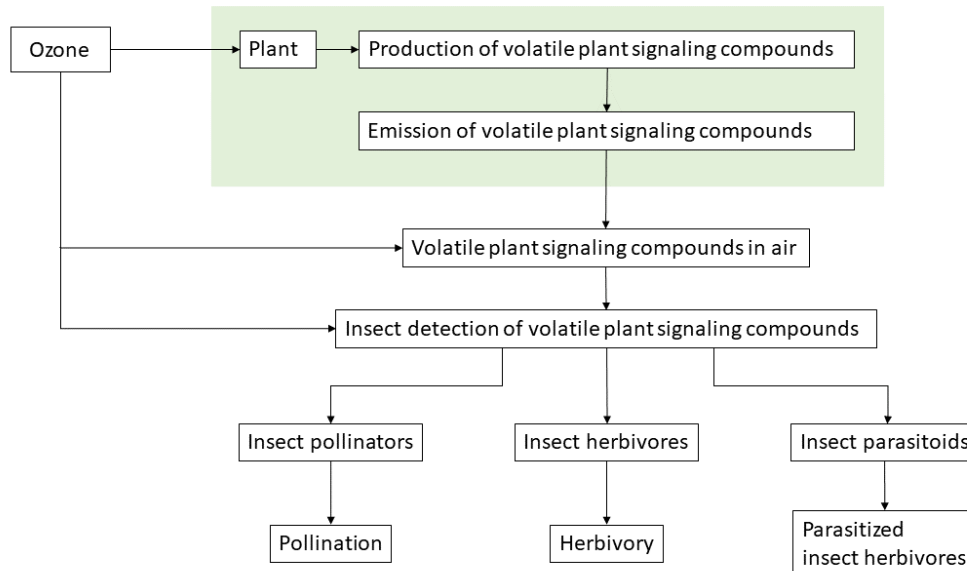 Ozone
Plant
Production of volatile plant signaling compounds
Emission of volatile plant signaling compounds
Volatile plant signaling compounds in air
Insect detection of volatile plant signaling compounds
Insect pollinators
Insect herbivores
Insect parasitoids
Pollination
Herbivory
Parasitized
insect herbivores